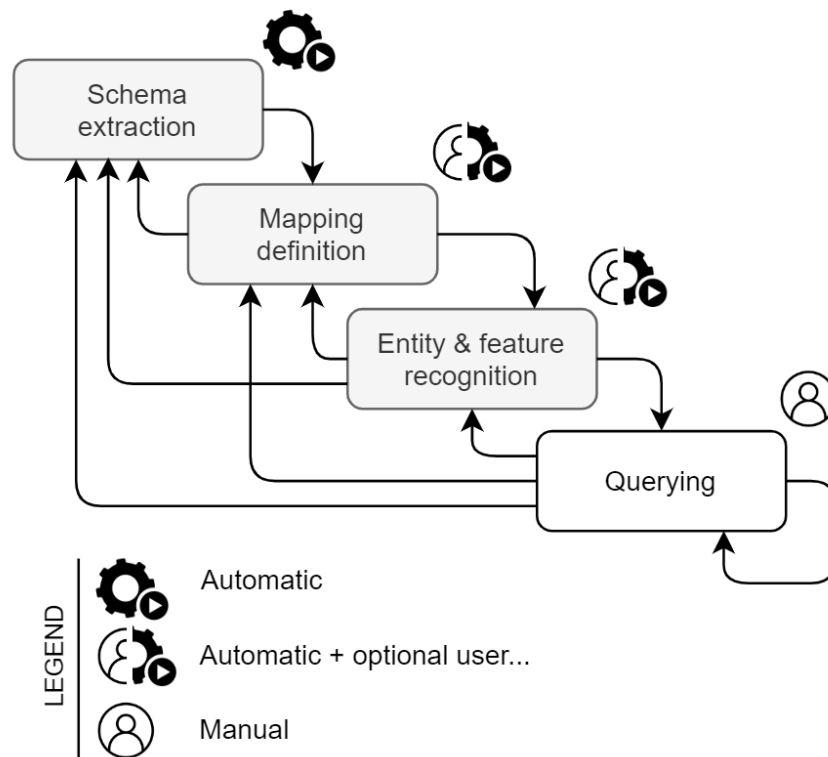 Schema
extraction
Mapping
definition
Entity & feature
recognition
Querying
LEGEND
Automatic
Automatic + optional user...
Manual